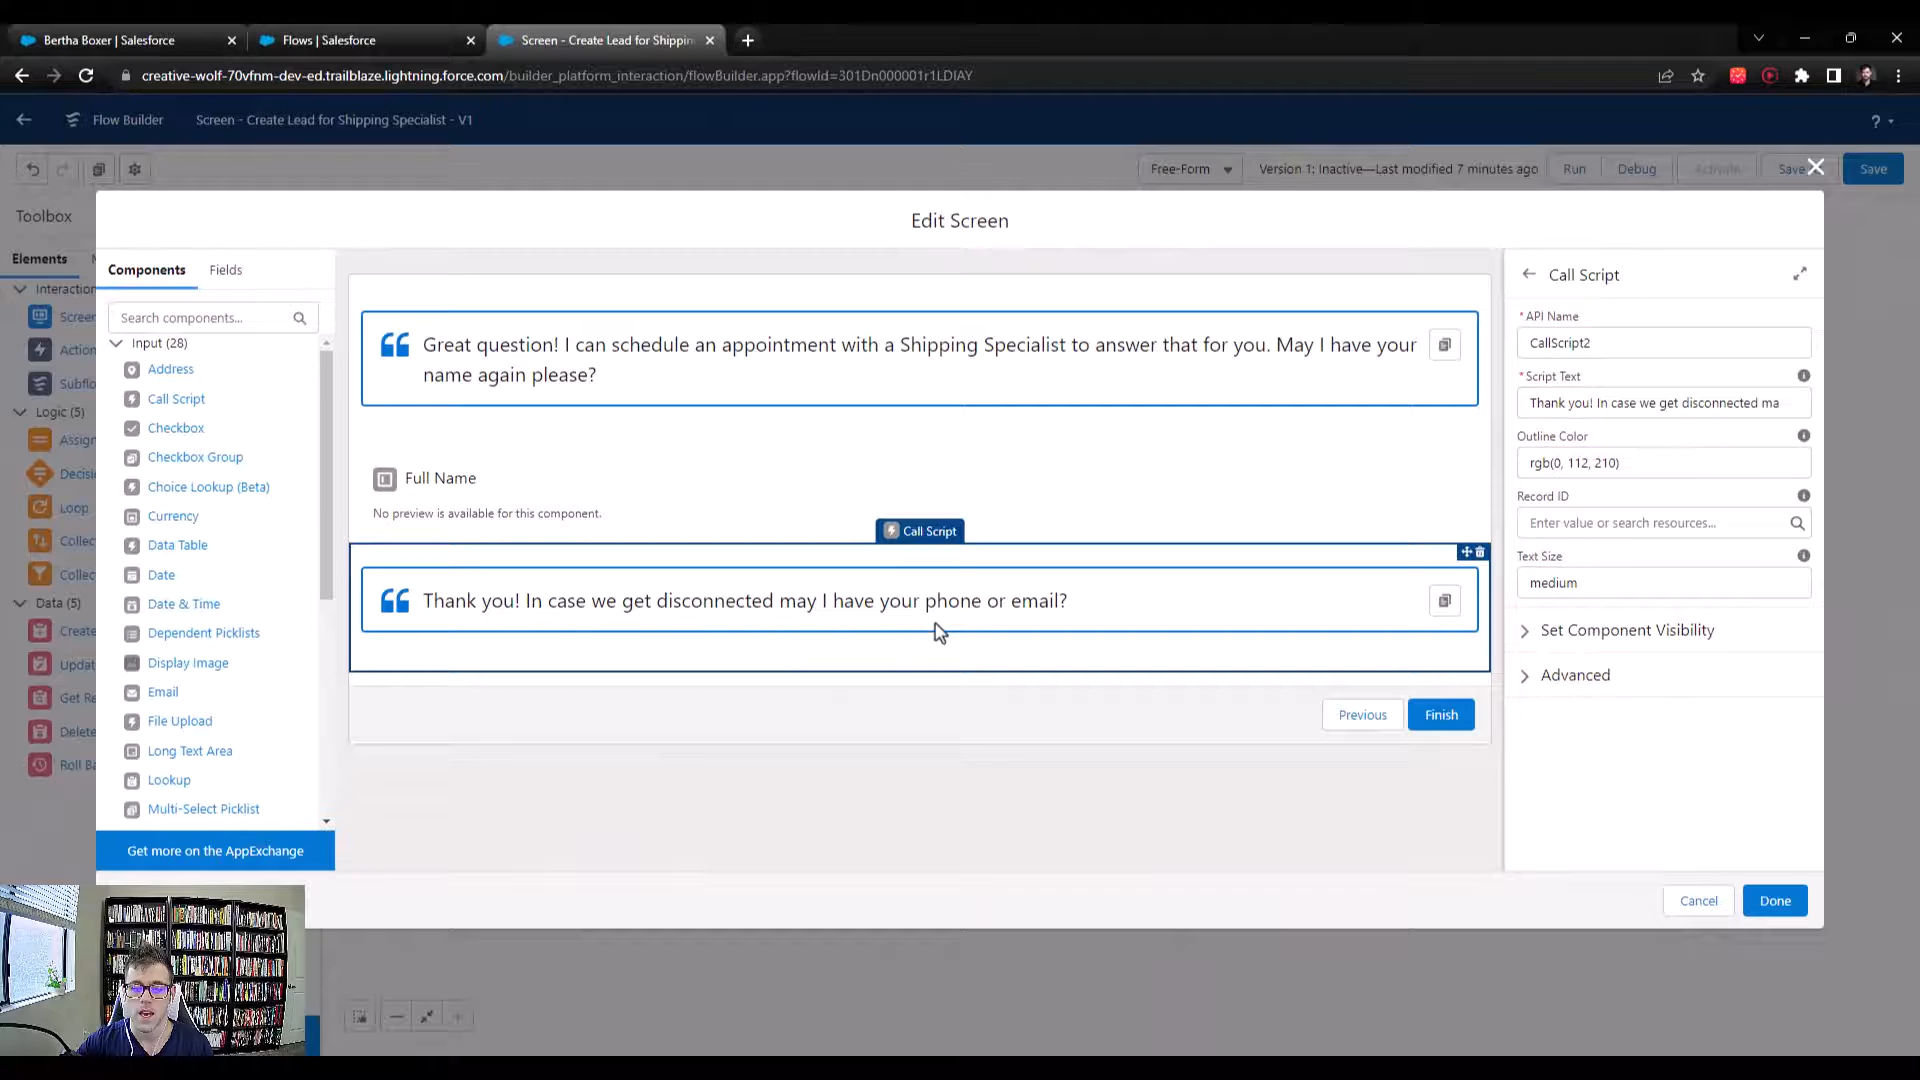 Bertha Boxer | Salesforce
Flows | Salesforce
Screen - Create Lead for Shippin
creative-wolf-70vfnm-dev-ed.trailblaze.lightning.force.com/builder_platform_interaction/flowBuilder.app?flowId=301Dn000001r1LDIAY
Flow Builder
Screen - Create Lead for Shipping Specialist - V1
?
Free-Form
Version 1: Inactive—Last modified 7 minutes ago
Run
Debug
Activate
Save
Save
Toolbox
Elements
Interaction
Screen
Action
Subflo
Logic (5)
Assign
Decisi
Loop
Collec
Collec
Data (5)
Create
Updat
Get Re
Delete
Roll Ba
Edit Screen
Components
Fields
Search components...
Input (28)
Address
Call Script
Checkbox
Checkbox Group
Choice Lookup (Beta)
Currency
Data Table
Date
Date & Time
Dependent Picklists
Display Image
Email
File Upload
Long Text Area
Lookup
Multi-Select Picklist
Get more on the AppExchange
Great question! I can schedule an appointment with a Shipping Specialist to answer that for you. May I have your
name again please?
Full Name
No preview is available for this component.
Call Script
Thank you! In case we get disconnected may I have your phone or email?
Previous
Finish
Call Script
* API Name
CallScript2
* Script Text
Thank you! In case we get disconnected ma
Outline Color
rgb(0, 112, 210)
Record ID
Enter value or search resources...
Text Size
medium
Set Component Visibility
Advanced
Cancel
Done